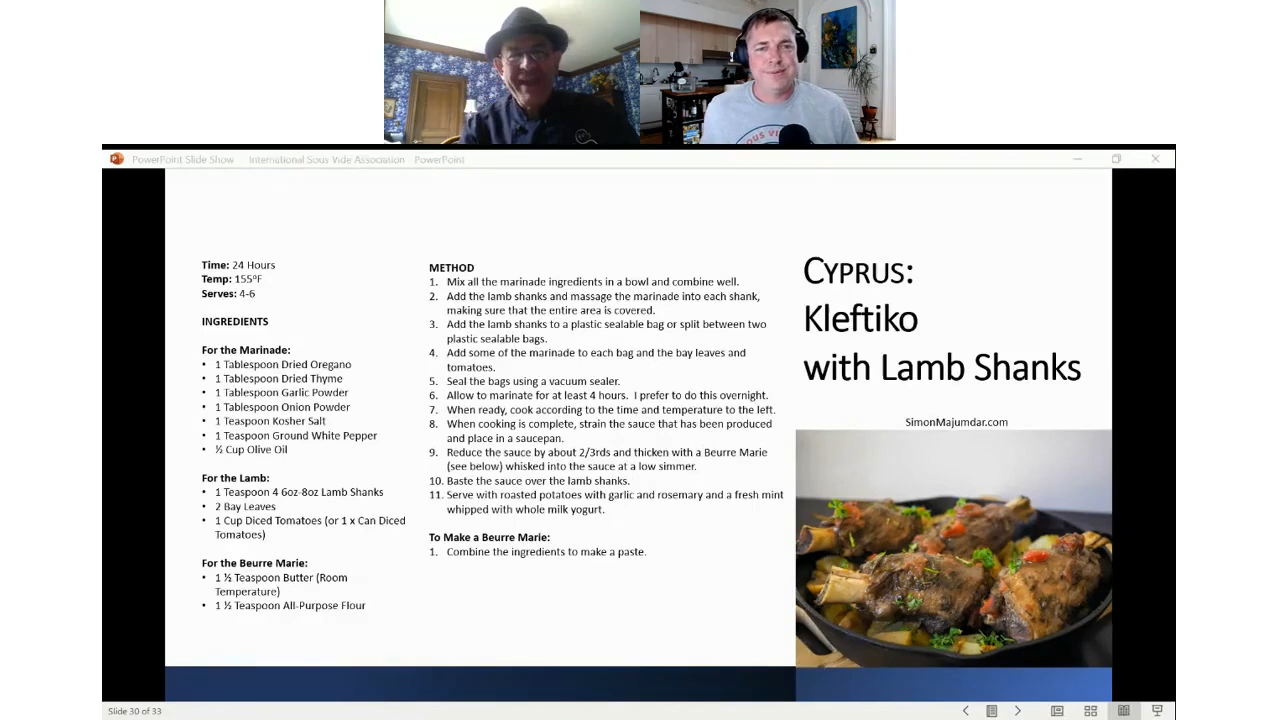 OUS VID
PowerPoint Slide Show
International Sous Vide Association
PowerPoint
Time: 24 Hours
Temp: 155ºF
Serves: 4-6
INGREDIENTS
For the Marinade:
• 1 Tablespoon Dried Oregano
• 1 Tablespoon Dried Thyme
• 1 Tablespoon Garlic Powder
• 1 Tablespoon Onion Powder
• 1 Teaspoon Kosher Salt
• 1 Teaspoon Ground White Pepper
• ½ Cup Olive Oil
For the Lamb:
• 1 Teaspoon 4 6oz-8oz Lamb Shanks
• 2 Bay Leaves
• 1 Cup Diced Tomatoes (or 1 x Can Diced
Tomatoes)
For the Beurre Marie:
• 1 ½ Teaspoon Butter (Room
Temperature)
• 1 ½ Teaspoon All-Purpose Flour
METHOD
1. Mix all the marinade ingredients in a bowl and combine well.
2. Add the lamb shanks and massage the marinade into each shank,
making sure that the entire area is covered.
3. Add the lamb shanks to a plastic sealable bag or split between two
plastic sealable bags.
4. Add some of the marinade to each bag and the bay leaves and
tomatoes.
5. Seal the bags using a vacuum sealer.
6. Allow to marinate for at least 4 hours. I prefer to do this overnight.
7. When ready, cook according to the time and temperature to the left.
8. When cooking is complete, strain the sauce that has been produced
and place in a saucepan.
9. Reduce the sauce by about 2/3rds and thicken with a Beurre Marie
(see below) whisked into the sauce at a low simmer.
10. Baste the sauce over the lamb shanks.
11. Serve with roasted potatoes with garlic and rosemary and a fresh mint
whipped with whole milk yogurt.
To Make a Beurre Marie:
1. Combine the ingredients to make a paste.
CYPRUS:
Kleftiko
with Lamb Shanks
SimonMajumdar.com
Slide 30 of 33